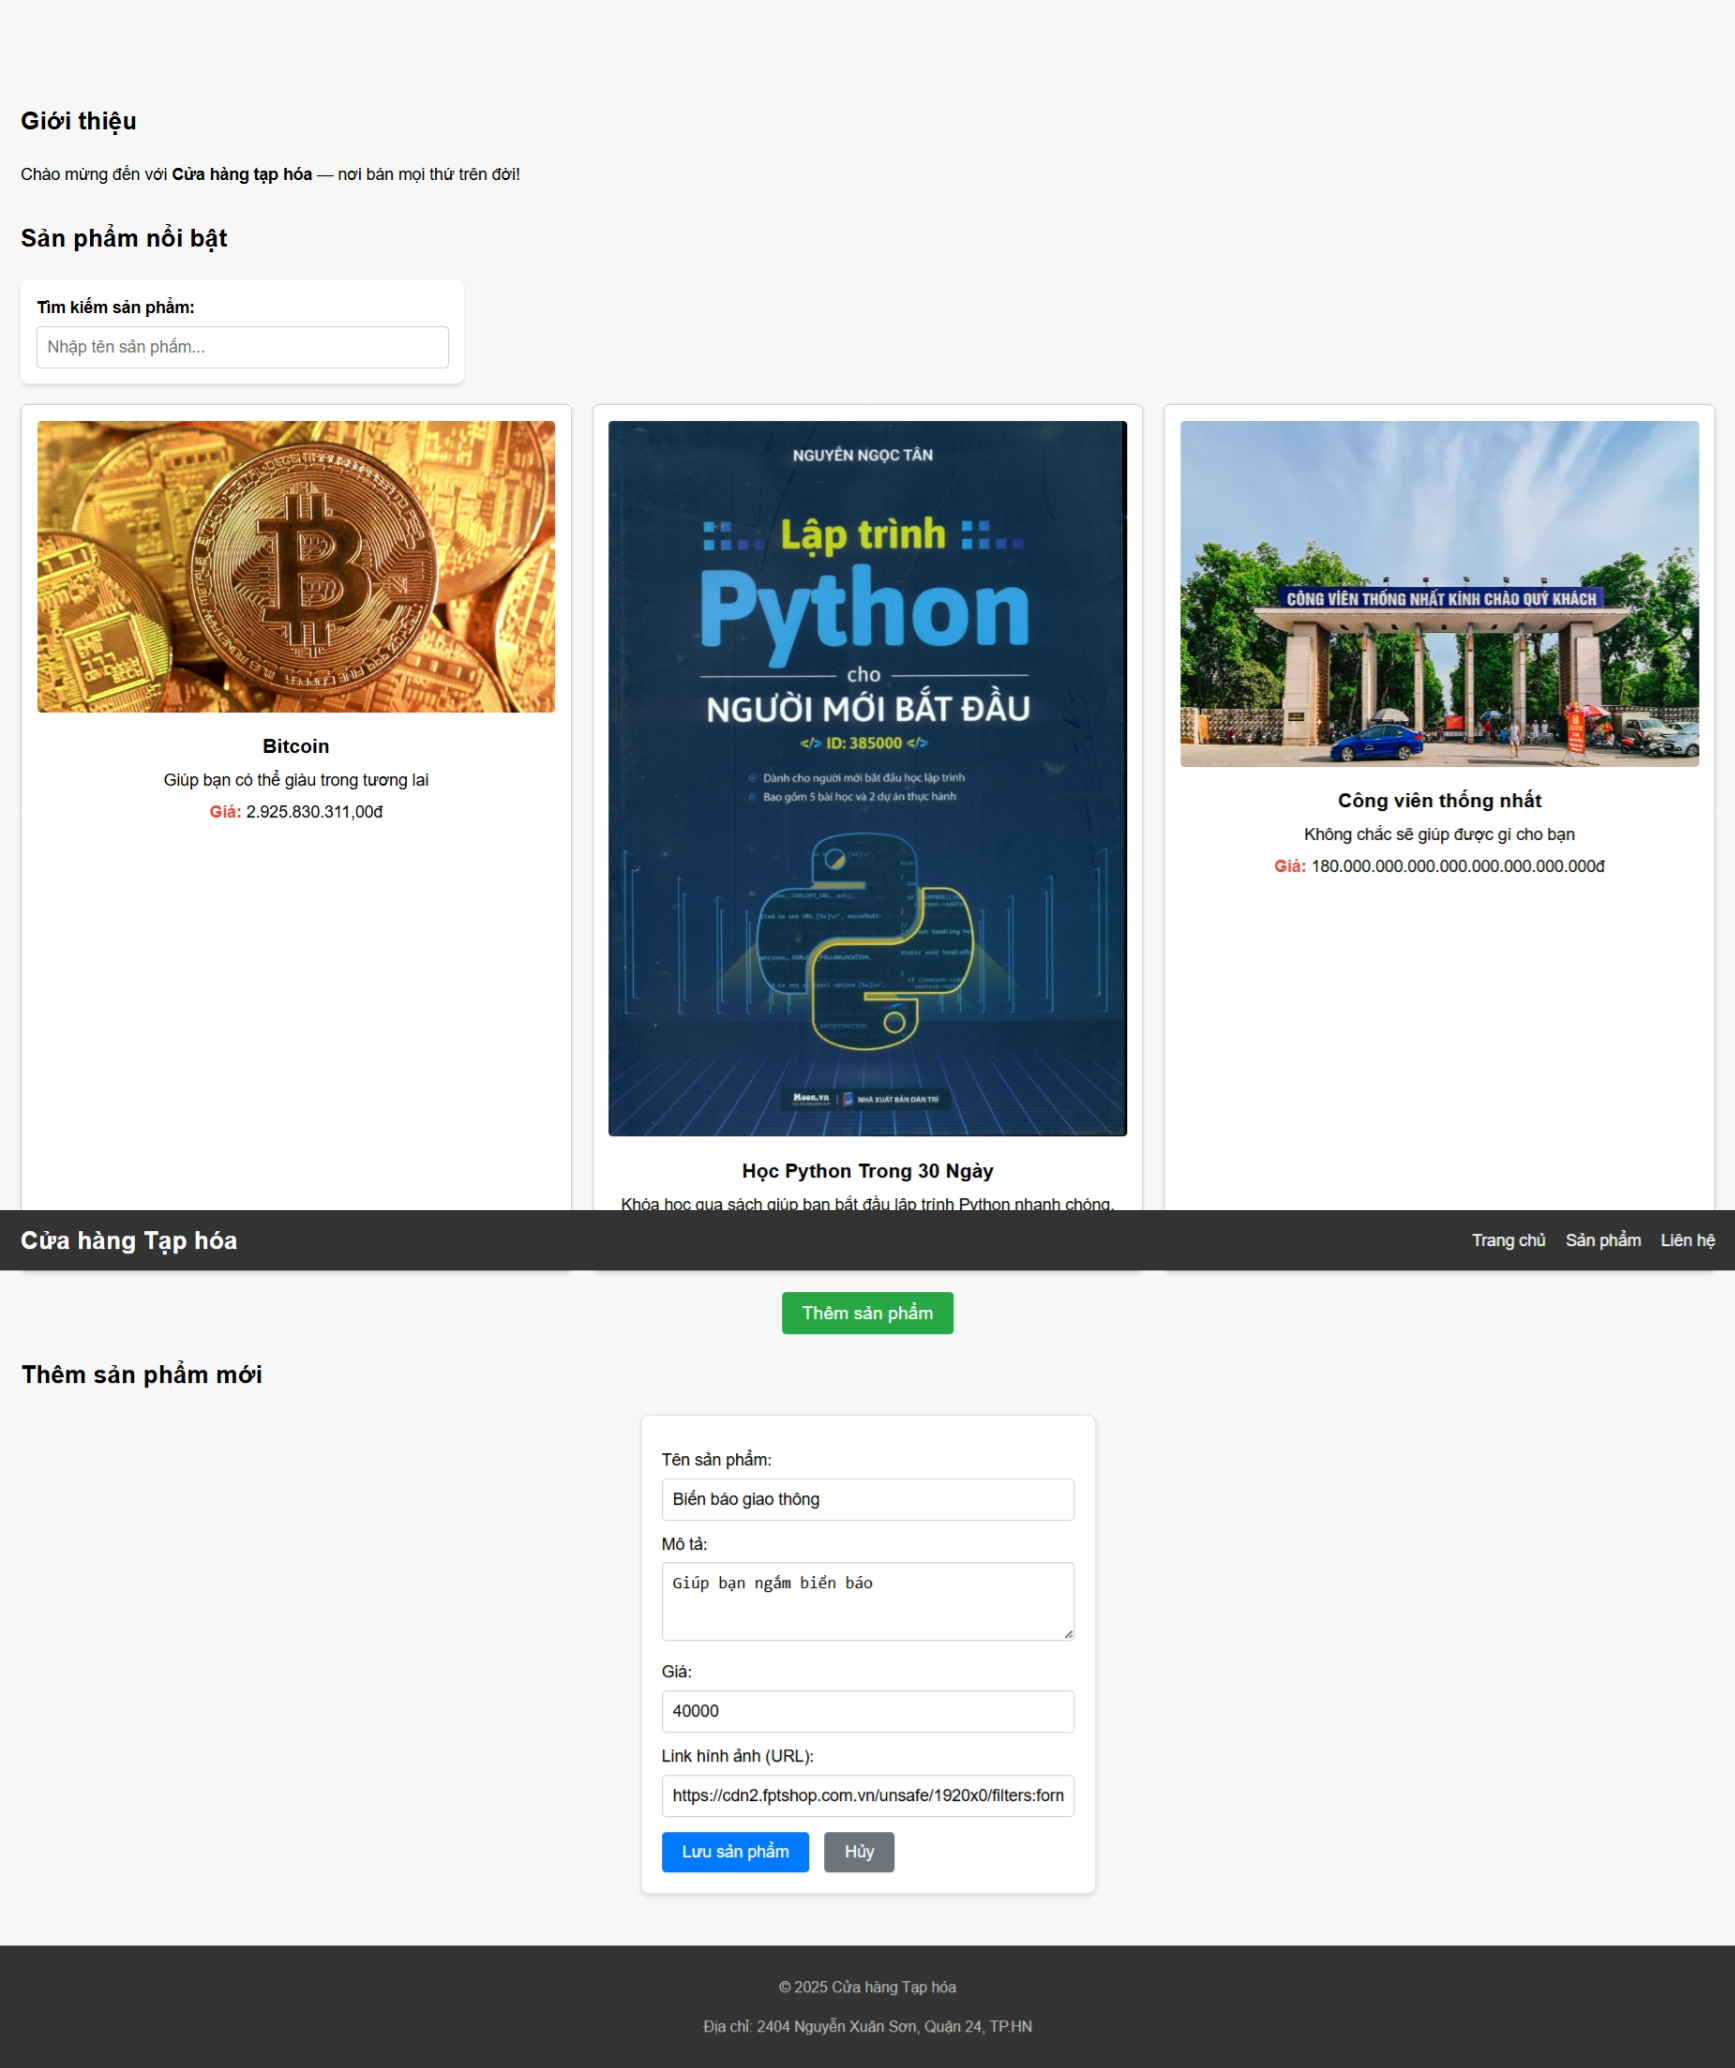 Giới thiệu
Chào mừng đến với Cửa hàng tạp hóa — nơi bán mọi thứ trên đời!
Sản phẩm nổi bật
Tìm kiếm sản phẩm:
Nhập tên sản phẩm...
Bitcoin
Giúp bạn có thể giàu trong tương lai
Giá: 2.925.830.311,00đ
NGUYỄN NGỌC TÂN
Lập trình
Python
cho
NGƯỜI MỚI BẮT ĐẦU
</> ID: 385000 </>
Dành cho người mới bắt đầu học lập trình
Bao gồm 5 bài học và 2 dự án thực hành
Moon.vn
NHÀ XUẤT BẢN DÂN TRÍ
Học Python Trong 30 Ngày
Khóa học qua sách giúp bạn bắt đầu lập trình Python nhanh chóng.
CÔNG VIÊN THỐNG NHẤT KÍNH CHÀO QUÝ KHÁCH
Công viên thống nhất
Không chắc sẽ giúp được gì cho bạn
Giá: 180.000.000.000.000.000.000.000.000đ
Cửa hàng Tạp hóa
Trang chủ Sản phẩm Liên hệ
Thêm sản phẩm
Thêm sản phẩm mới
Tên sản phẩm:
Biến báo giao thông
Mô tả:
Giúp bạn ngắm biển báo
Giá:
40000
Link hình ảnh (URL):
https://cdn2.fptshop.com.vn/unsafe/1920x0/filters:forn
Lưu sản phẩm
Hủy
© 2025 Cửa hàng Tạp hóa
Địa chỉ: 2404 Nguyễn Xuân Sơn, Quận 24, TP.HN